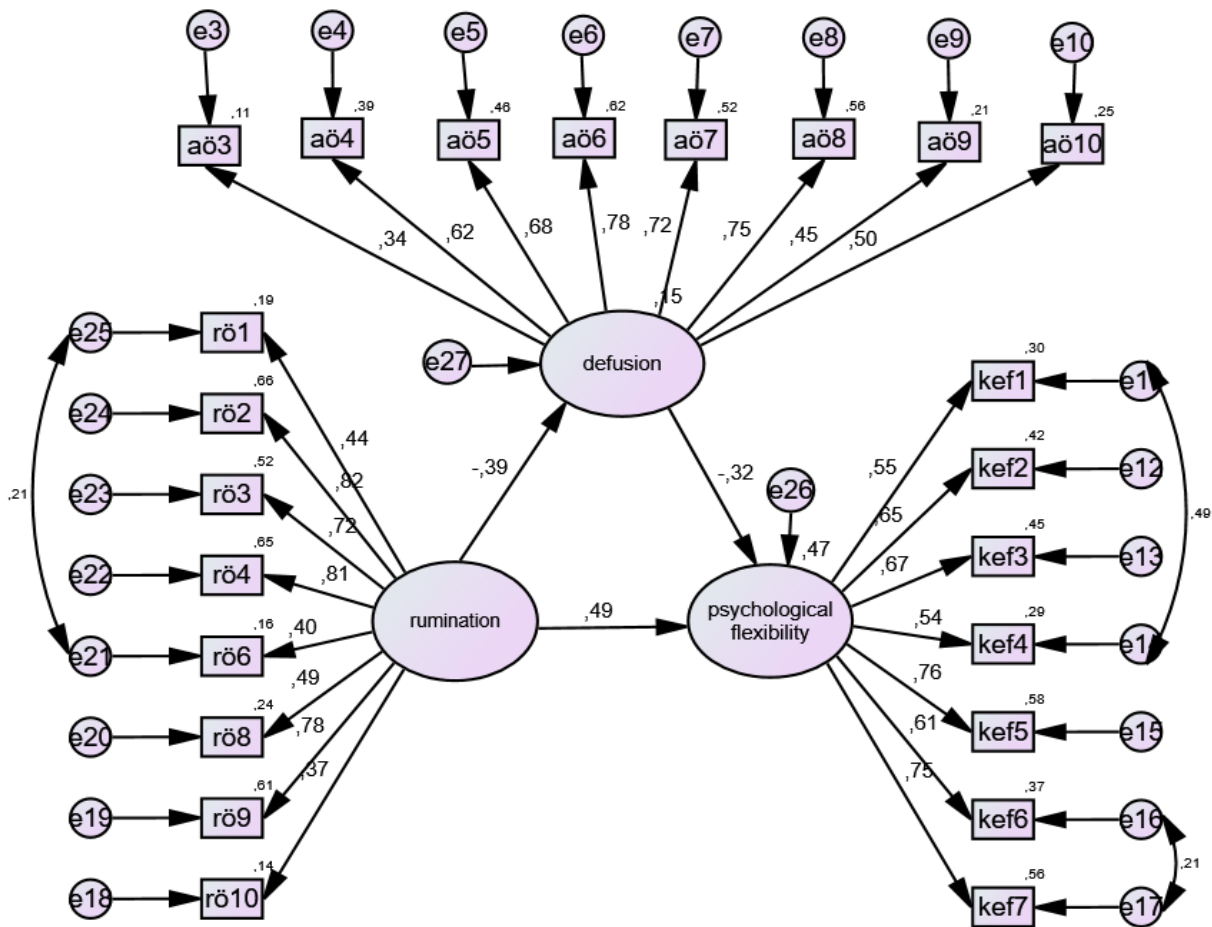 e3 e4 e5 e6 e7 e8 e9 e10
,11 ,39 ,46 ,62 ,52 ,56 ,21 ,25
aö3 aö4 aö5 aö6 aö7 aö8 aö9 aö10
,34 ,62 ,68 ,78 ,72 ,75 ,45 ,50
,15
e27 defusion
,19
e25 rö1
,66
e24 rö2
,52
e23 rö3
,65
e22 rö4
,16
e21 rö6
,24
e20 rö8
,61
e19 rö9
,14
e18 rö10
,21
,44
,82
,72
,81
,40
,49
,78
,37
rumination
-,39
,49
-,32
e26
,47
psychological
flexibility
,55
,65
,67
,54
,76
,61
,75
,30
kef1 e1
,42
kef2 e12
,45
kef3 e13
,29
kef4 e1
,58
kef5 e15
,37
kef6 e16
,56
kef7 e17
,49
,21